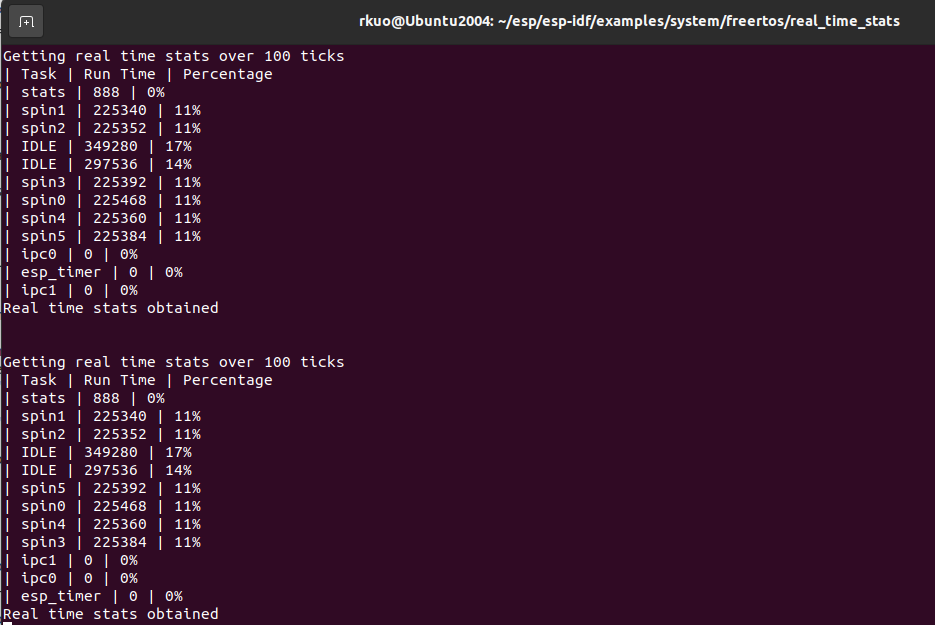 rkuo@Ubuntu2004: ~/esp/esp-idf/examples/system/freertos/real_time_stats
Getting real time stats over 100 ticks
| Task | Run Time | Percentage
| stats | 888 | 0%
| spin1 | 225340 | 11%
| spin2 | 225352 | 11%
| IDLE | 349280 | 17%
| IDLE | 297536 | 14%
| spin3 | 225392 | 11%
| spin0 | 225468 | 11%
| spin4 | 225360 | 11%
| spin5 | 225384 | 11%
| ipc0 | 0 | 0%
| esp_timer | 0 | 0%
| ipc1 | 0 | 0%
Real time stats obtained
Getting real time stats over 100 ticks
| Task | Run Time | Percentage
| stats | 888 | 0%
| spin1 | 225340 | 11%
| spin2 | 225352 | 11%
| IDLE | 349280 | 17%
| IDLE | 297536 | 14%
| spin5 | 225392 | 11%
| spin0 | 225468 | 11%
| spin4 | 225360 | 11%
| spin3 | 225384 | 11%
| ipc1 | 0 | 0%
| ipc0 | 0 | 0%
| esp_timer | 0 | 0%
Real time stats obtained